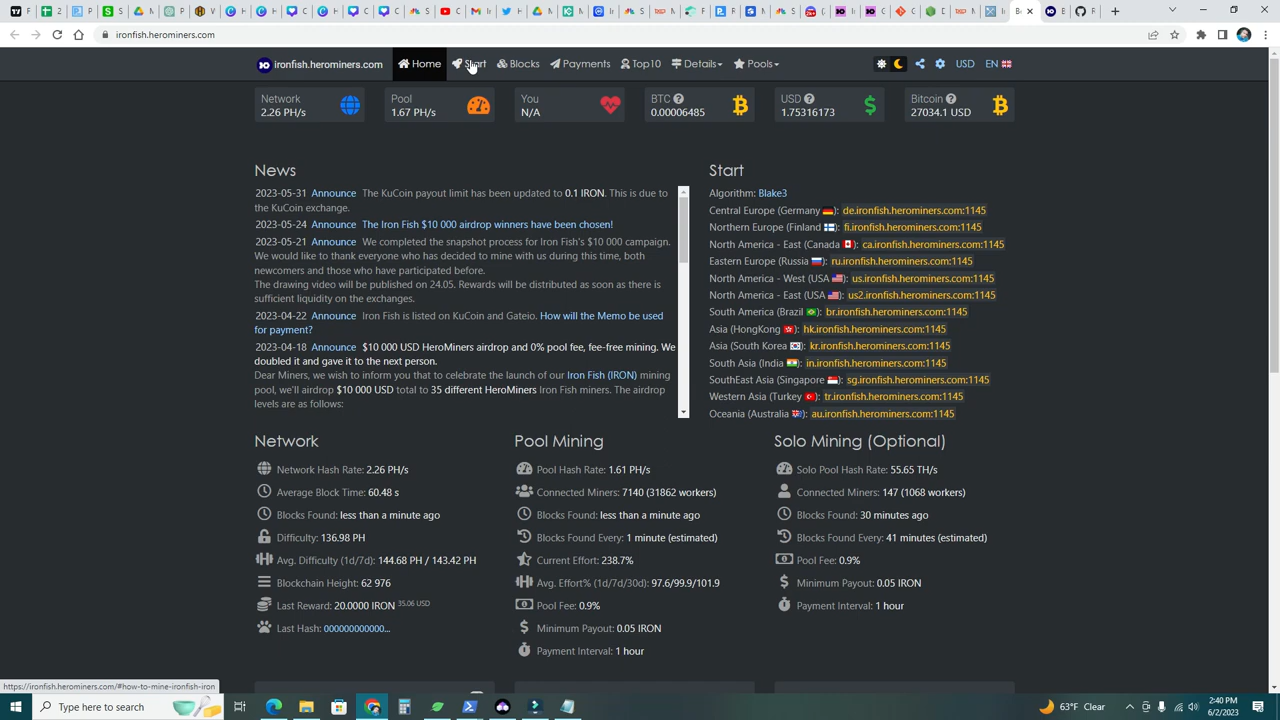 ironfish.herominers.com
ironfish.herominers.com Home Start Blocks Payments Top10 Details Pools USD EN
Network 2.26 PH/s
Pool 1.67 PH/s
You N/A
BTC 0.00006485
USD 1.75316173
Bitcoin 27034.1 USD
News
2023-05-31 Announce The KuCoin payout limit has been updated to 0.1 IRON. This is due to
the KuCoin exchange.
2023-05-24 Announce The Iron Fish $10 000 airdrop winners have been chosen!
2023-05-21 Announce We completed the snapshot process for Iron Fish's $10 000 campaign.
We would like to thank everyone who has decided to mine with us during this time, both
newcomers and those who have participated before.
The drawing video will be published on 24.05. Rewards will be distributed as soon as there is
sufficient liquidity on the exchanges.
2023-04-22 Announce Iron Fish is listed on KuCoin and Gateio. How will the Memo be used
for payment?
2023-04-18 Announce $10 000 USD HeroMiners airdrop and 0% pool fee, fee-free mining. We
doubled it and gave it to the next person.
Dear Miners, we wish to inform you that to celebrate the launch of our Iron Fish (IRON) mining
pool, we'll airdrop $10 000 USD total to 35 different HeroMiners Iron Fish miners. The airdrop
levels are as follows:
Start
Algorithm: Blake3
Central Europe (Germany): de.ironfish.herominers.com:1145
Northern Europe (Finland): fi.ironfish.herominers.com:1145
North America - East (Canada): ca.ironfish.herominers.com:1145
Eastern Europe (Russia): ru.ironfish.herominers.com:1145
North America - West (USA): us.ironfish.herominers.com:1145
North America - East (USA): us2.ironfish.herominers.com:1145
South America (Brazil): br.ironfish.herominers.com:1145
Asia (HongKong): hk.ironfish.herominers.com:1145
Asia (South Korea): kr.ironfish.herominers.com:1145
South Asia (India): in.ironfish.herominers.com:1145
SouthEast Asia (Singapore): sg.ironfish.herominers.com:1145
Western Asia (Turkey): tr.ironfish.herominers.com:1145
Oceania (Australia): au.ironfish.herominers.com:1145
Network
Network Hash Rate: 2.26 PH/s
Average Block Time: 60.48 s
Blocks Found: less than a minute ago
Difficulty: 136.98 PH
Avg. Difficulty (1d/7d): 144.68 PH / 143.42 PH
Blockchain Height: 62 976
Last Reward: 20.0000 IRON 35.06 USD
Last Hash: 000000000000...
Pool Mining
Pool Hash Rate: 1.61 PH/s
Connected Miners: 7140 (31862 workers)
Blocks Found: less than a minute ago
Blocks Found Every: 1 minute (estimated)
Current Effort: 238.7%
Avg. Effort% (1d/7d/30d): 97.6/99.9/101.9
Pool Fee: 0.9%
Minimum Payout: 0.05 IRON
Payment Interval: 1 hour
Solo Mining (Optional)
Solo Pool Hash Rate: 55.65 TH/s
Connected Miners: 147 (1068 workers)
Blocks Found: 30 minutes ago
Blocks Found Every: 41 minutes (estimated)
Pool Fee: 0.9%
Minimum Payout: 0.05 IRON
Payment Interval: 1 hour
https://ironfish.herominers.com/#how-to-mine-ironfish-iron
Type here to search
63°F Clear
2:40 PM
6/2/2023